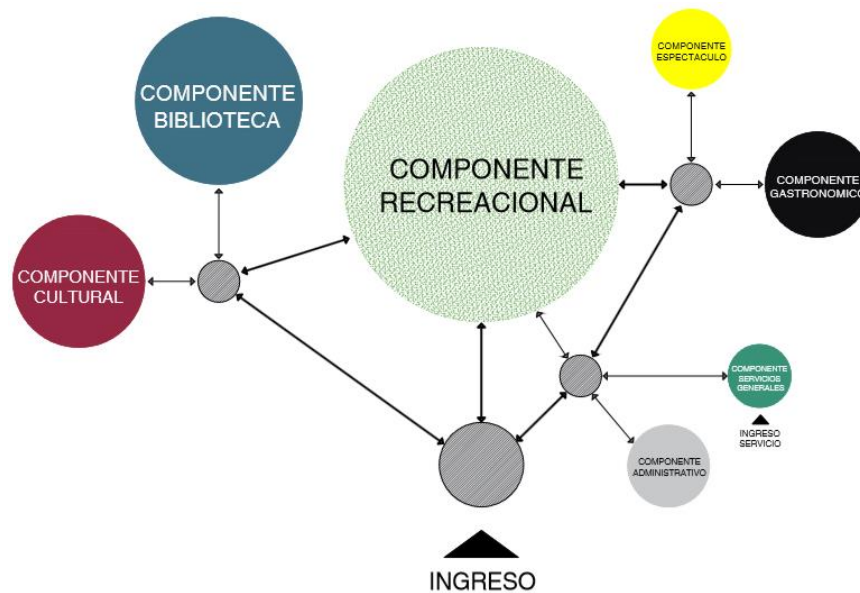 COMPONENTE
BIBLIOTECA
COMPONENTE
RECREACIONAL
COMPONENTE
ESPECTACULO
COMPONENTE
GASTRONOMICO
COMPONENTE
CULTURAL
COMPONENTE
SERVICIOS
GENERALES
INGRESO
SERVICIO
COMPONENTE
ADMINISTRATIVO
INGRESO